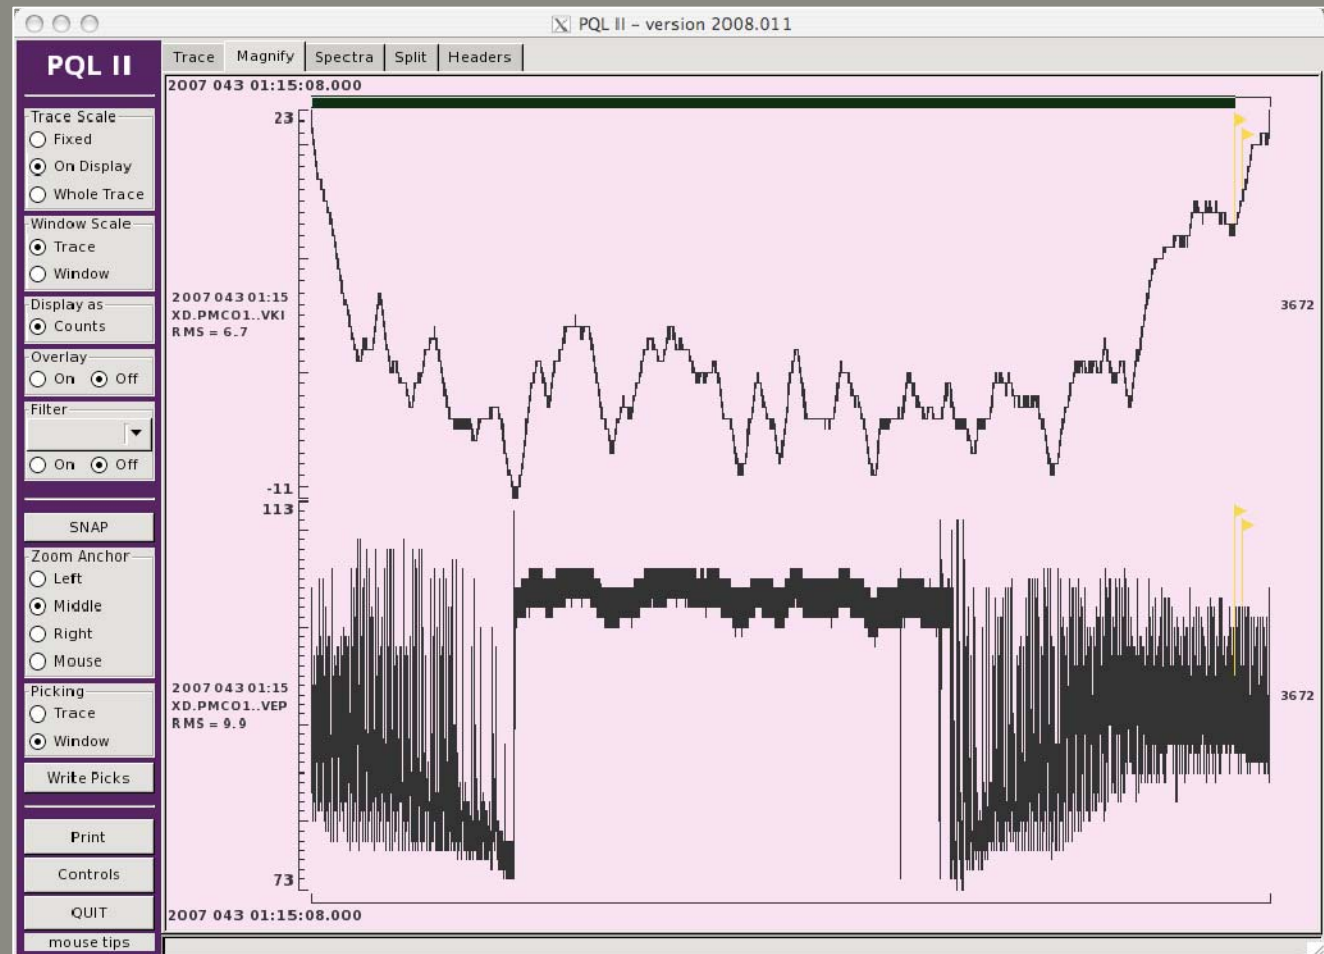 PQL II - version 2008.011
PQL II
Trace Magnify Spectra Split Headers
Trace Scale
Fixed
On Display
Whole Trace
Window Scale
Trace
Window
Display as
Counts
Overlay
On Off
Filter
On Off
SNAP
Zoom Anchor
Left
Middle
Right
Mouse
Picking
Trace
Window
Write Picks
Print
Controls
QUIT
mouse tips
2007 043 01:15:08.000
23
2007 043 01:15
XD.PMC01..VKI
RMS = 6.7
3672
-11
113
2007 043 01:15
XD.PMC01..VEP
RMS = 9.9
3672
73
2007 043 01:15:08.000